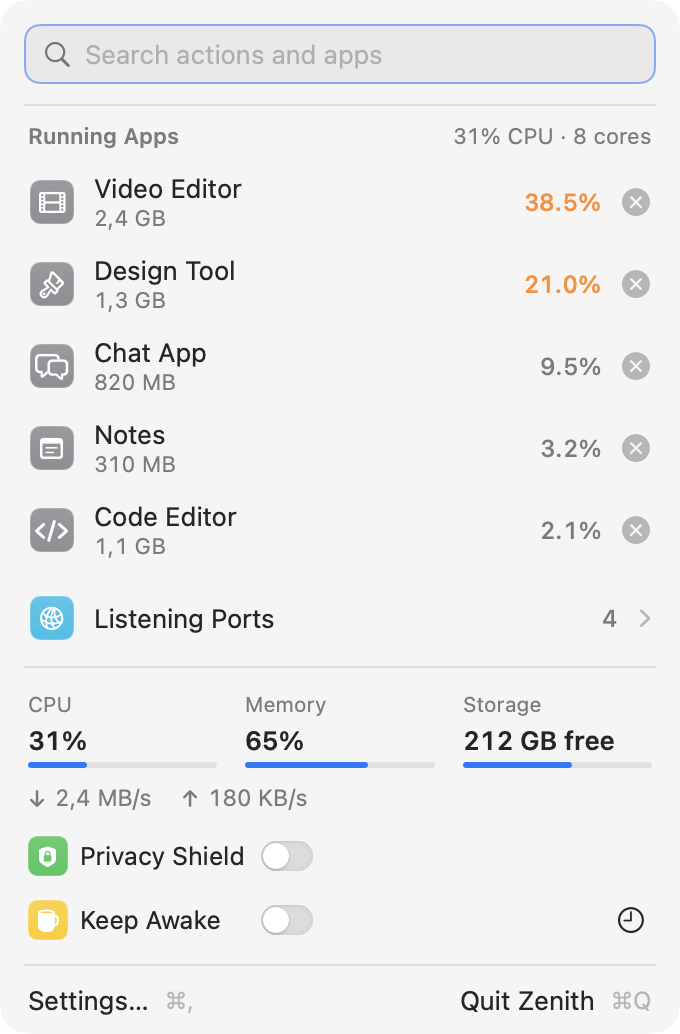 Search actions and apps
Running Apps 31% CPU · 8 cores
Video Editor
2,4 GB
38.5%
Design Tool
1,3 GB
21.0%
Chat App
820 MB
9.5%
Notes
310 MB
3.2%
Code Editor
1,1 GB
2.1%
Listening Ports 4
CPU Memory Storage
31% 65% 212 GB free
↓ 2,4 MB/s ↑ 180 KB/s
Privacy Shield
Keep Awake
Settings... ⌘, Quit Zenith ⌘Q